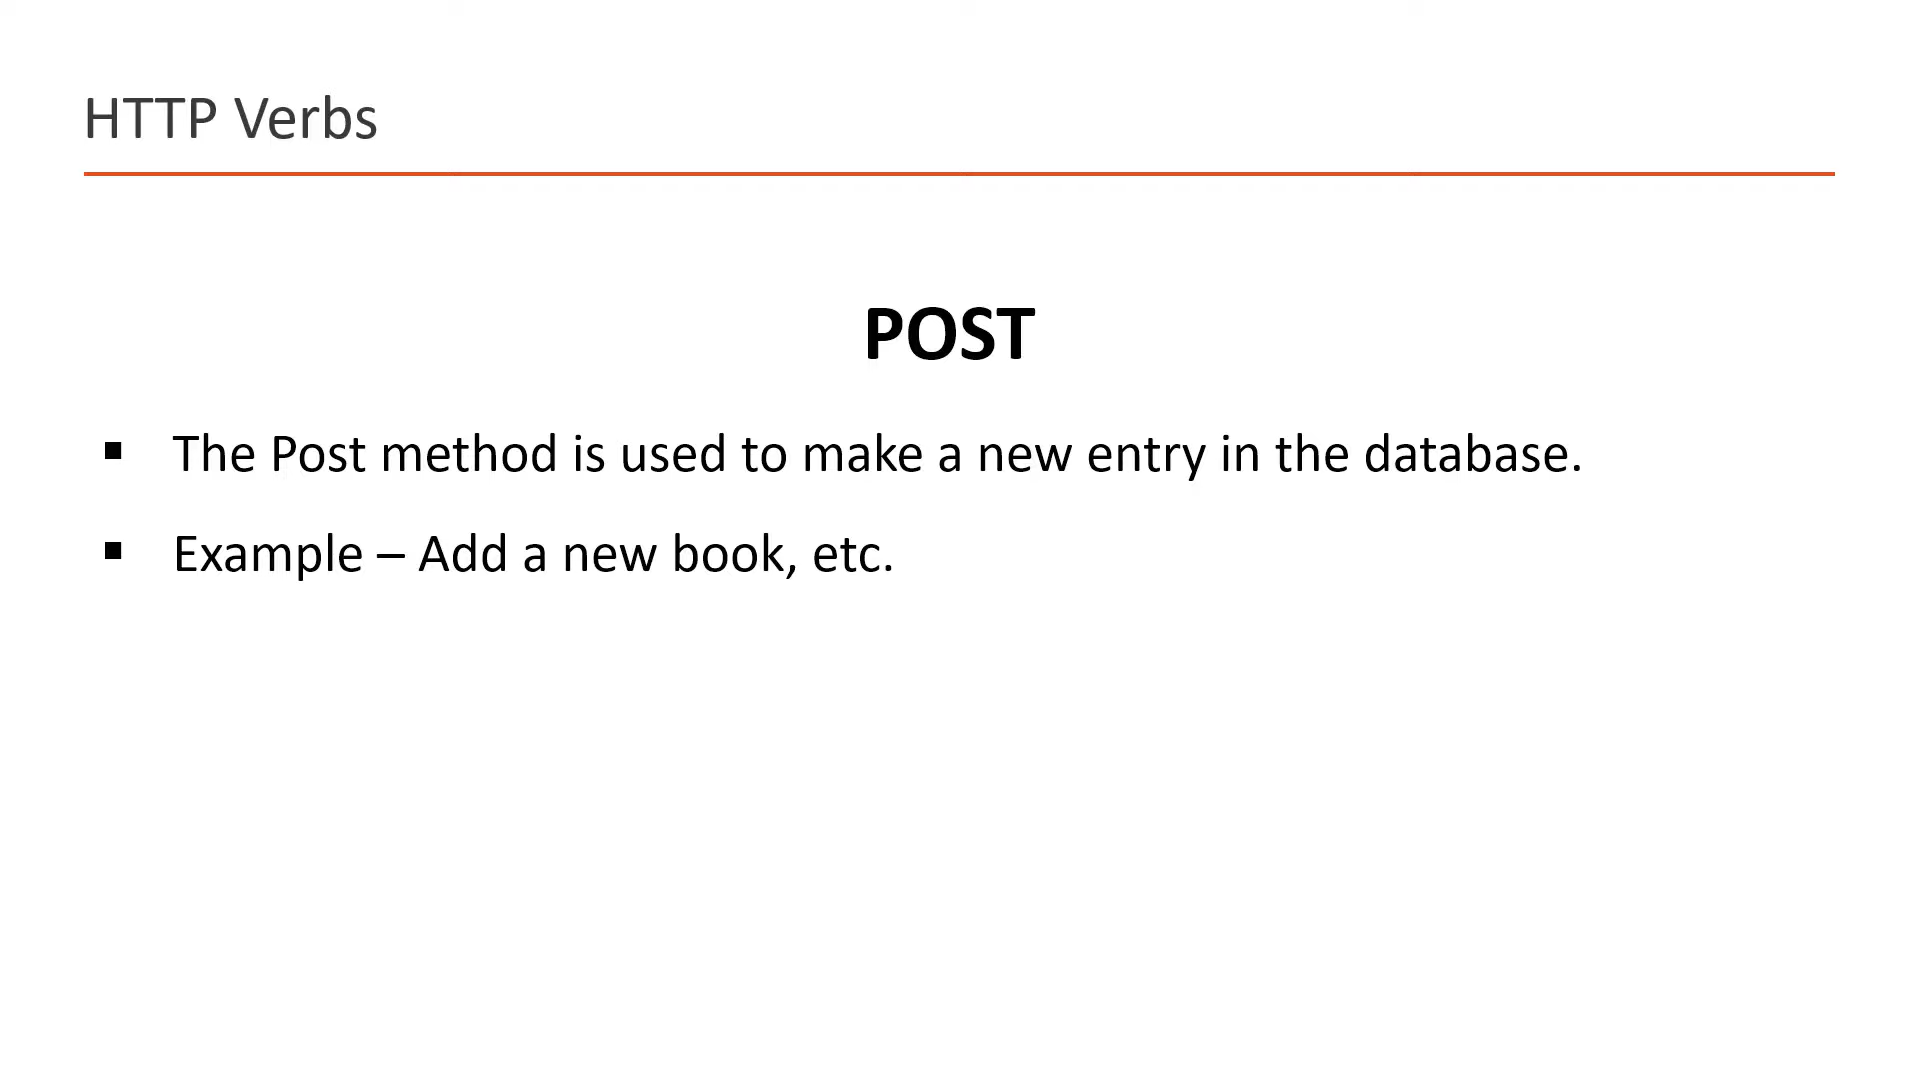 HTTP Verbs
POST
▪ The Post method is used to make a new entry in the database.
▪ Example – Add a new book, etc.